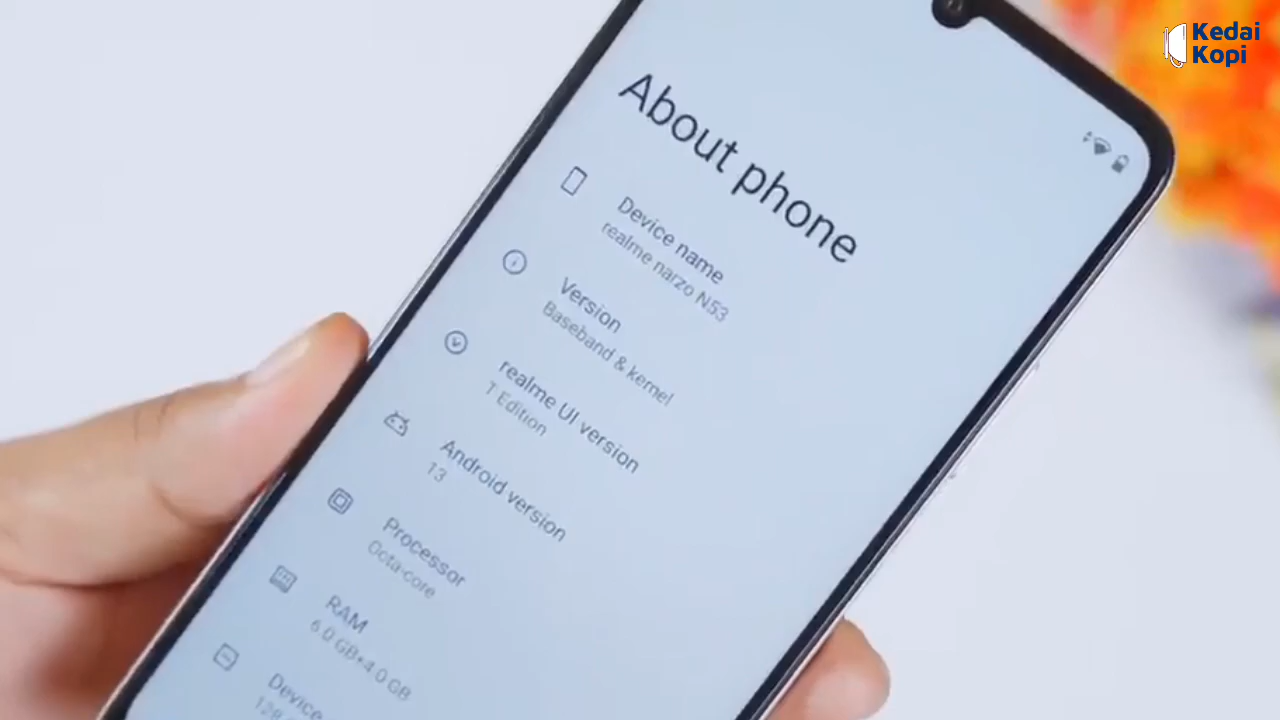 Kedai
Kopi
About phone
Device name
realme narzo N53
Version
Baseband & kernel
realme UI version
T Edition
Android version
13
Processor
Octa-core
RAM
6.0 GB+4.0 GB
Device
128